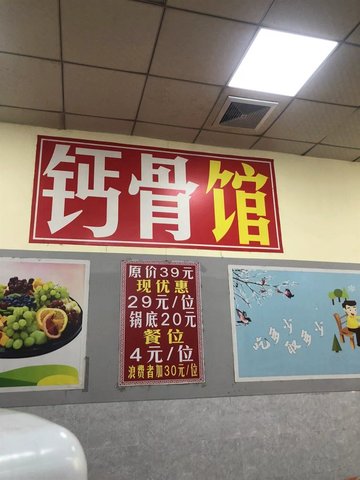 钙骨馆
原价39元
现优惠
29元/位
锅底20元
餐位
4元/位
浪费者加30元/位
吃多少
取多少